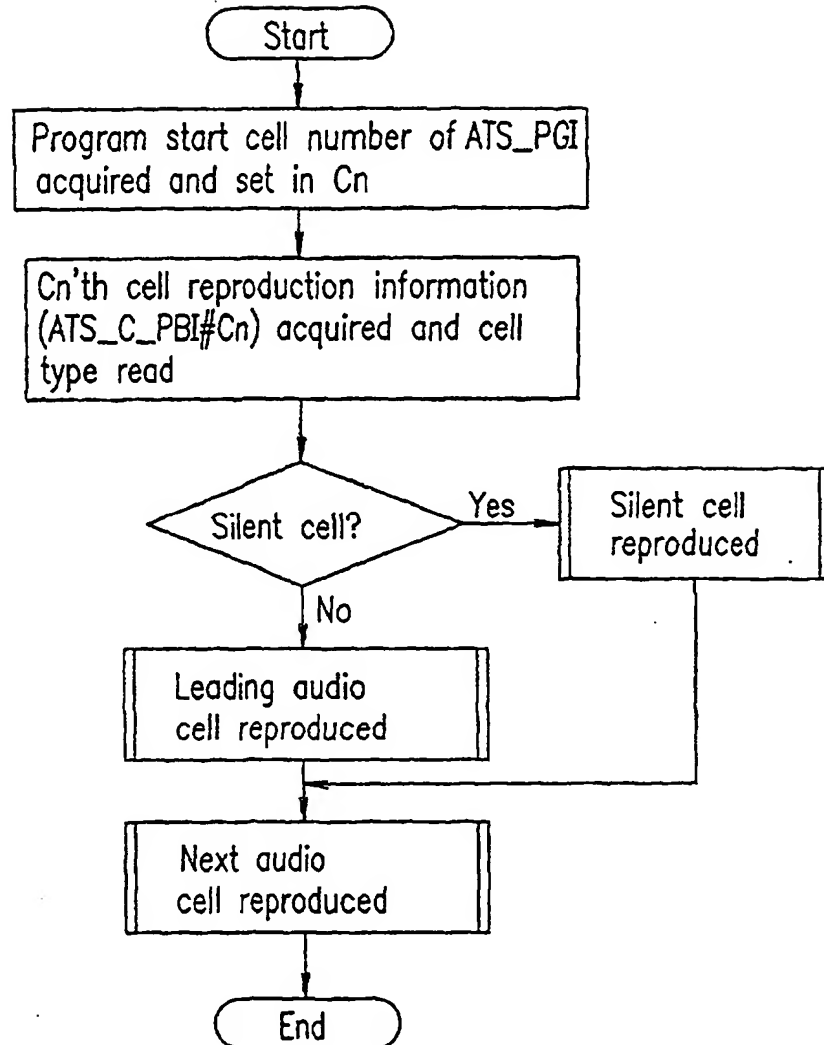 Start
Program start cell number of ATS_PGI
acquired and set in Cn
Cn'th cell reproduction information
(ATS_C_PBI#Cn) acquired and cell
type read
Silent cell?
Yes
Silent cell
reproduced
No
Leading audio
cell reproduced
Next audio
cell reproduced
End